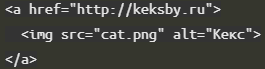 <a href="http://keksby.ru">
  <img src="cat.png" alt="Кекс">
</a>